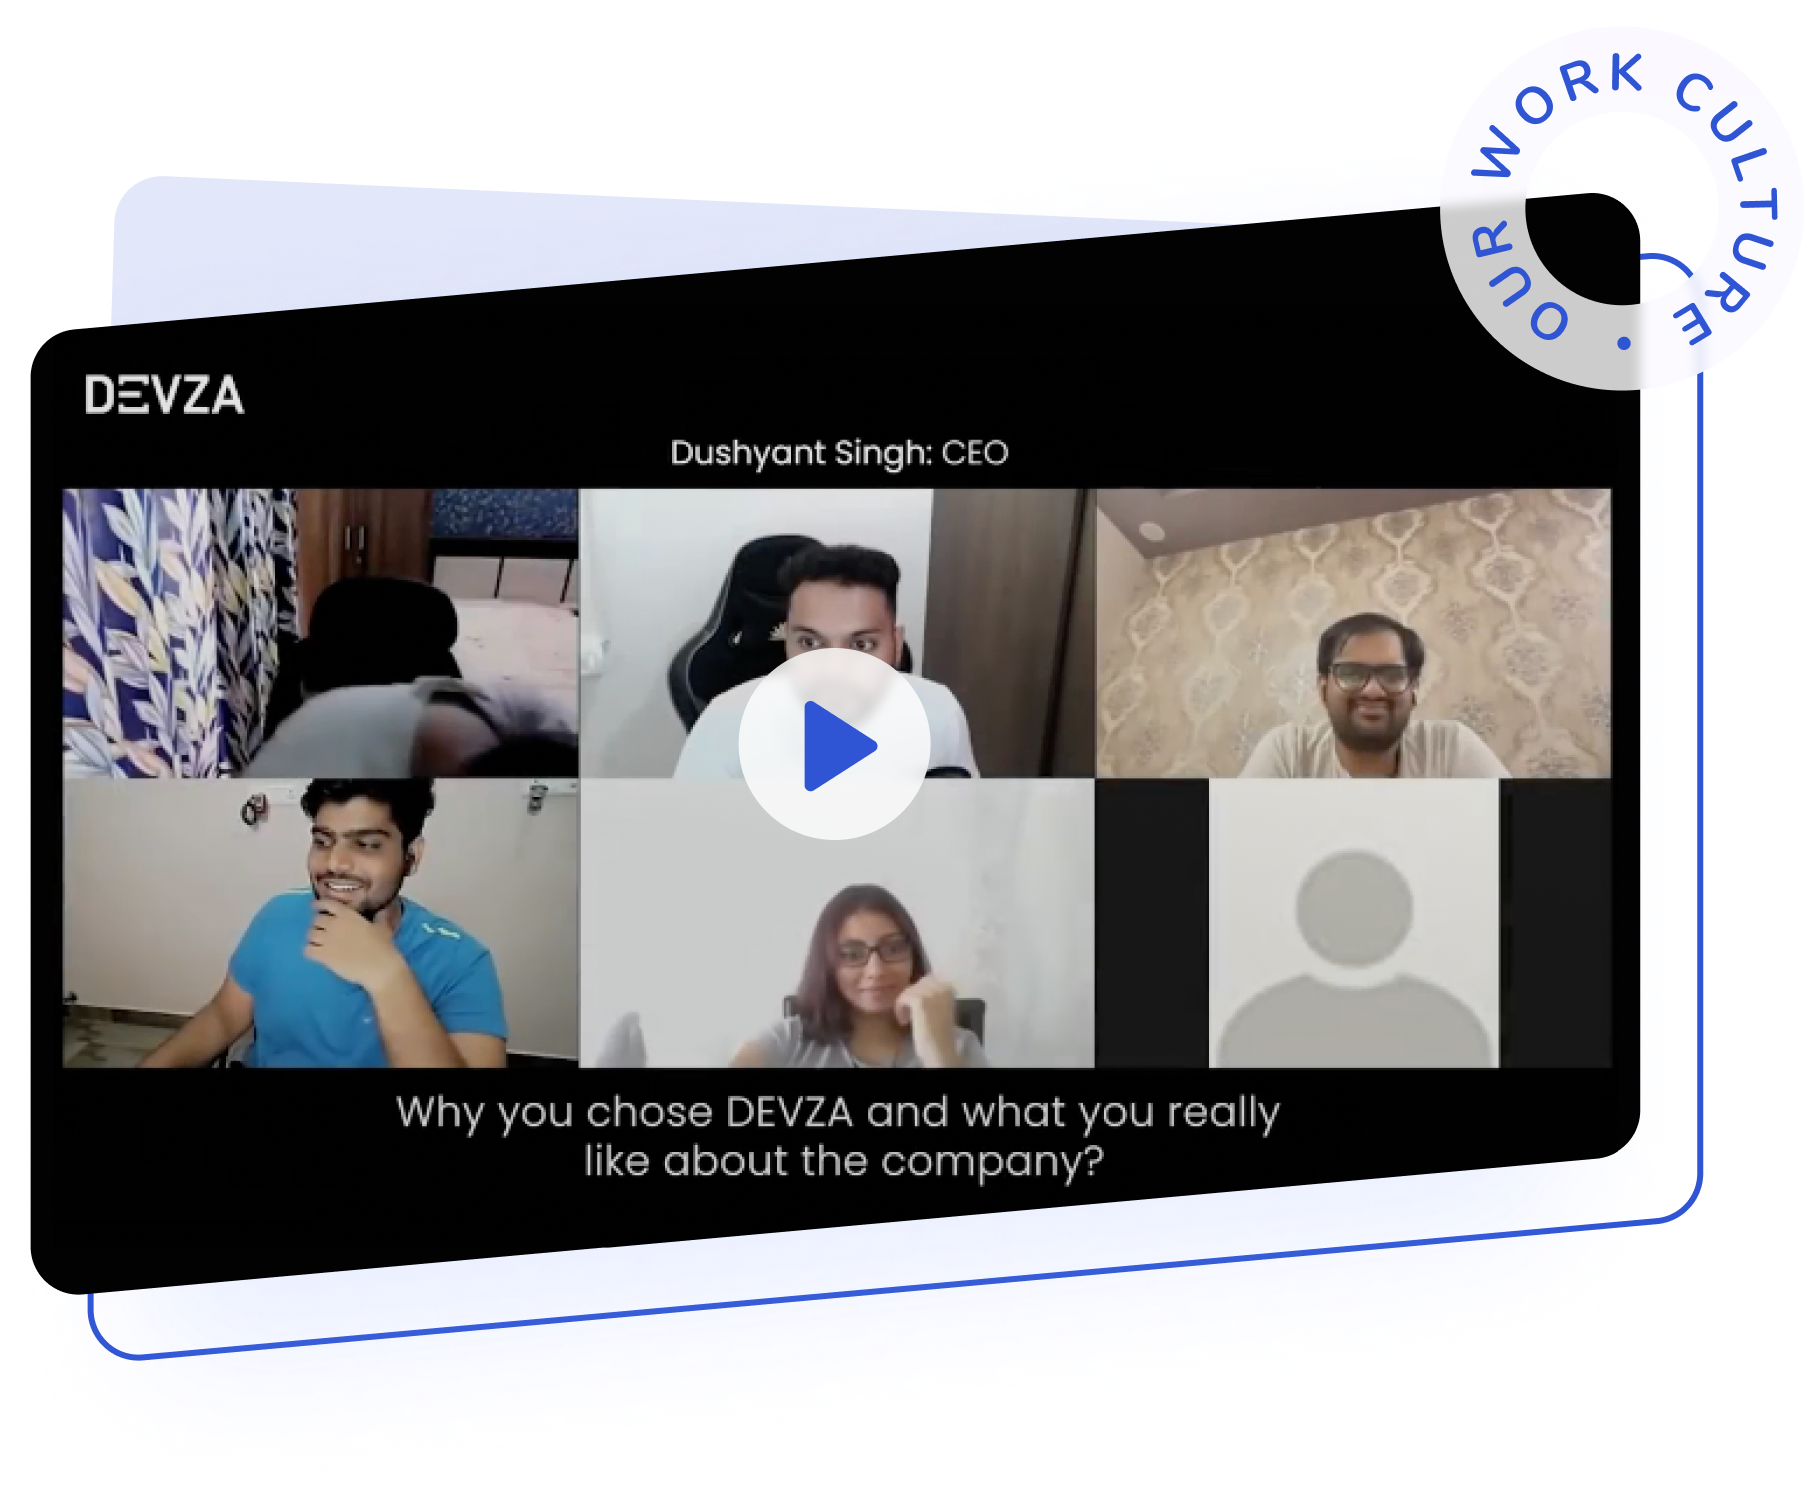 OUR WORK CULTURE •
DEVZA
Dushyant Singh: CEO
Why you chose DEVZA and what you really
like about the company?